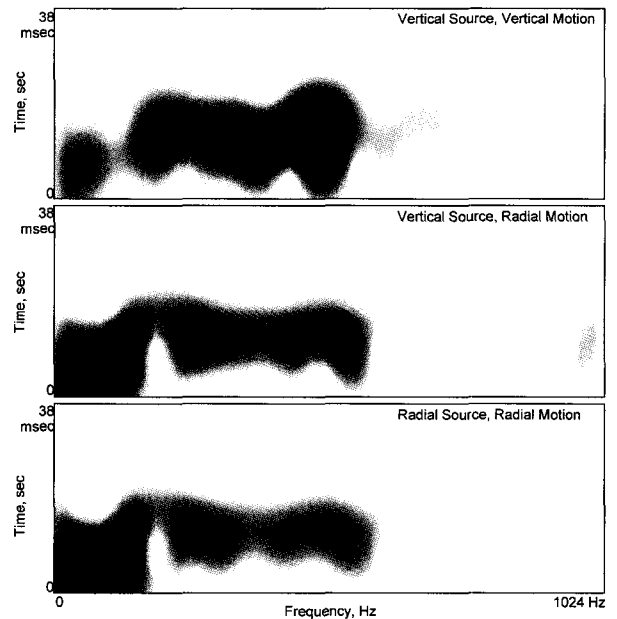 38
msec
Time, sec
0
Vertical Source, Vertical Motion
38
msec
Time, sec
0
Vertical Source, Radial Motion
38
msec
Time, sec
0
Radial Source, Radial Motion
0
Frequency, Hz
1024 Hz